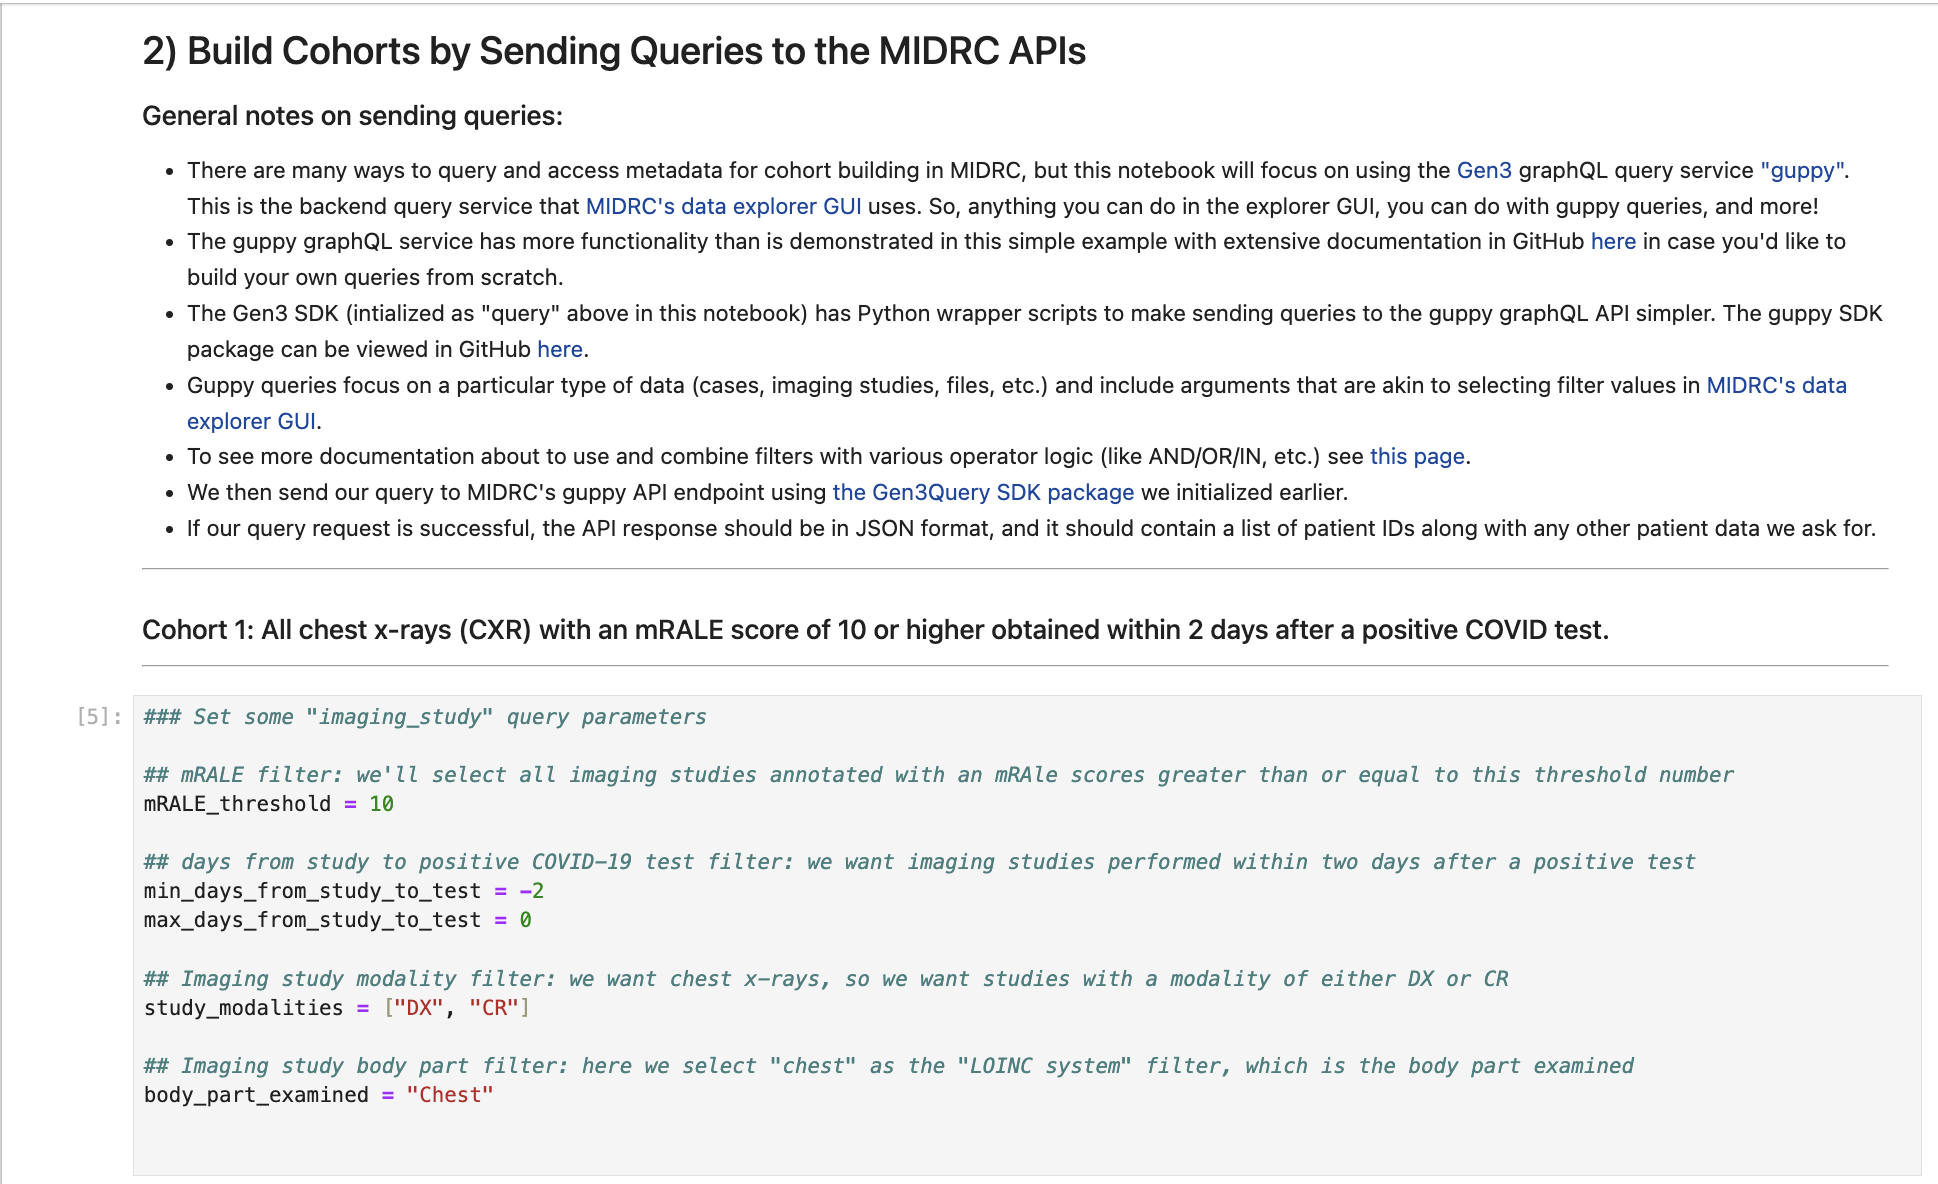 2) Build Cohorts by Sending Queries to the MIDRC APIs
General notes on sending queries:
• There are many ways to query and access metadata for cohort building in MIDRC, but this notebook will focus on using the Gen3 graphQL query service "guppy".
This is the backend query service that MIDRC's data explorer GUI uses. So, anything you can do in the explorer GUI, you can do with guppy queries, and more!
• The guppy graphQL service has more functionality than is demonstrated in this simple example with extensive documentation in GitHub here in case you'd like to
build your own queries from scratch.
• The Gen3 SDK (intialized as "query" above in this notebook) has Python wrapper scripts to make sending queries to the guppy graphQL API simpler. The guppy SDK
package can be viewed in GitHub here.
• Guppy queries focus on a particular type of data (cases, imaging studies, files, etc.) and include arguments that are akin to selecting filter values in MIDRC's data
explorer GUI.
• To see more documentation about to use and combine filters with various operator logic (like AND/OR/IN, etc.) see this page.
• We then send our query to MIDRC's guppy API endpoint using the Gen3Query SDK package we initialized earlier.
• If our query request is successful, the API response should be in JSON format, and it should contain a list of patient IDs along with any other patient data we ask for.
Cohort 1: All chest x-rays (CXR) with an mRALE score of 10 or higher obtained within 2 days after a positive COVID test.
[5]: ### Set some "imaging_study" query parameters
## mRALE filter: we'll select all imaging studies annotated with an mRAle scores greater than or equal to this threshold number
mRALE_threshold = 10
## days from study to positive COVID-19 test filter: we want imaging studies performed within two days after a positive test
min_days_from_study_to_test = -2
max_days_from_study_to_test = 0
## Imaging study modality filter: we want chest x-rays, so we want studies with a modality of either DX or CR
study_modalities = ["DX", "CR"]
## Imaging study body part filter: here we select "chest" as the "LOINC system" filter, which is the body part examined
body_part_examined = "Chest"